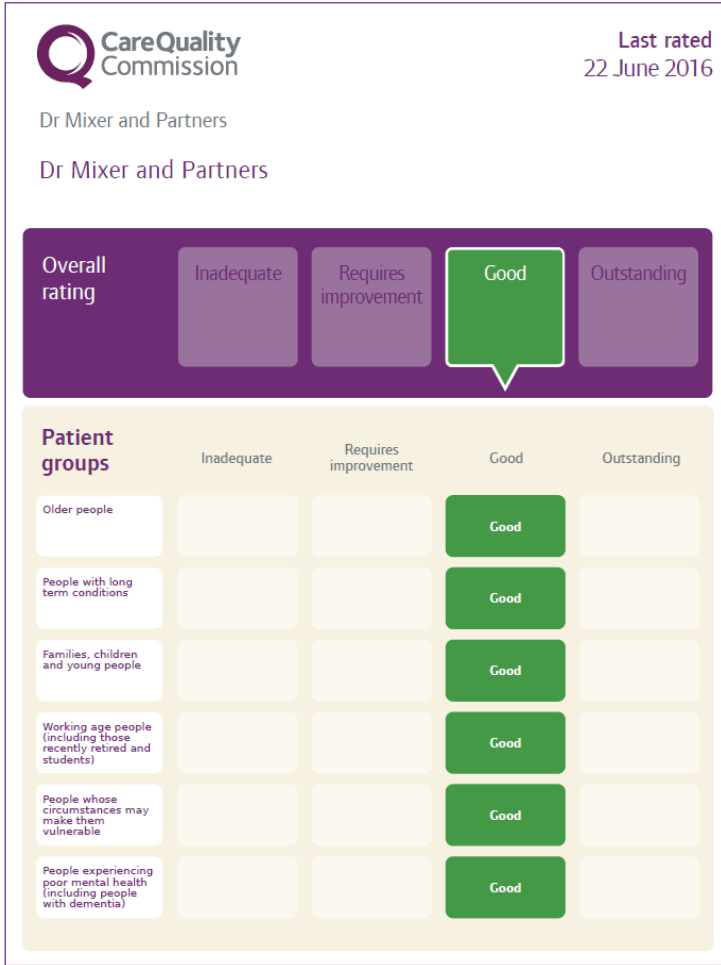 CareQuality
Commission
Last rated
22 June 2016
Dr Mixer and Partners
Dr Mixer and Partners
Overall
rating
Inadequate
Requires
improvement
Good
Outstanding
Patient
groups
Inadequate
Requires
improvement
Good
Outstanding
Older people
Good
People with long
term conditions
Good
Families, children
and young people
Good
Working age people
(including those
recently retired and
students)
Good
People whose
circumstances may
make them
vulnerable
Good
People experiencing
poor mental health
(including people
with dementia)
Good